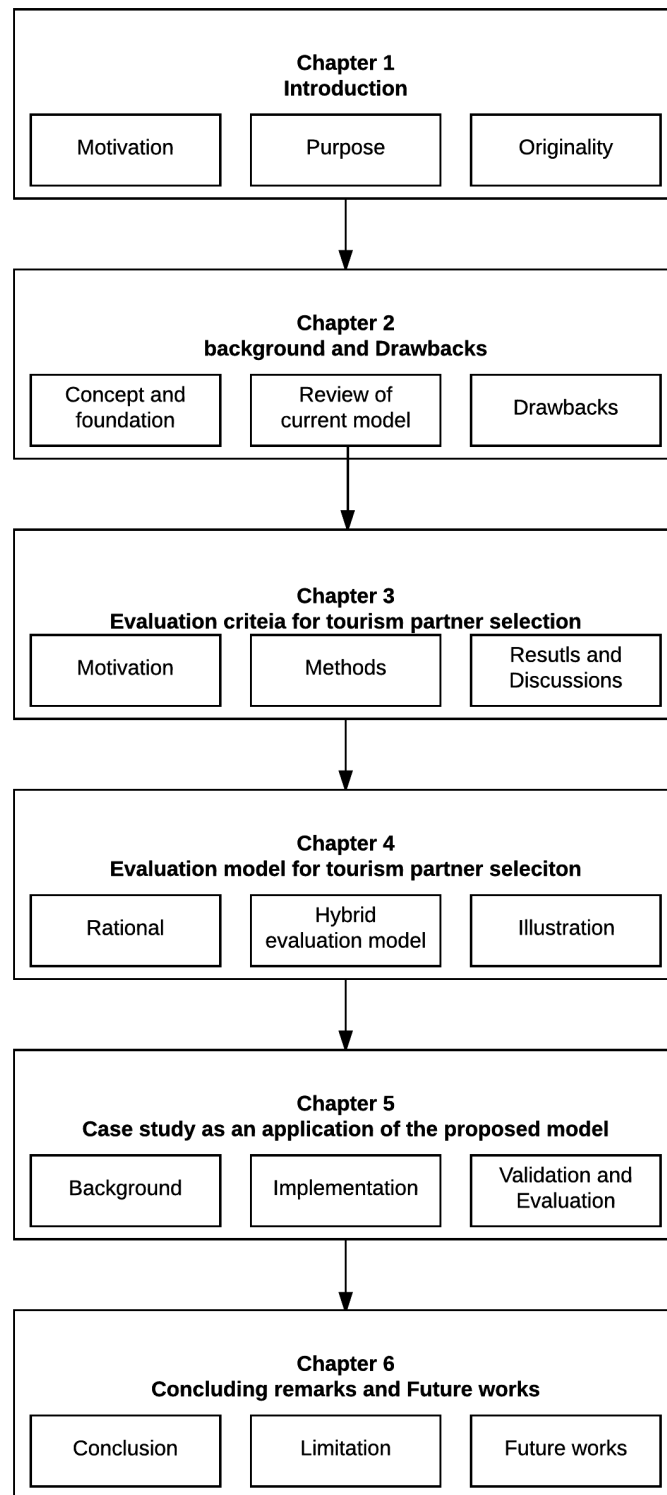 Chapter 1
Introduction
Motivation
Purpose
Originality
Chapter 2
background and Drawbacks
Concept and
foundation
Review of
current model
Drawbacks
Chapter 3
Evaluation criteia for tourism partner selection
Motivation
Methods
Resutls and
Discussions
Chapter 4
Evaluation model for tourism partner seleciton
Rational
Hybrid
evaluation model
Illustration
Chapter 5
Case study as an application of the proposed model
Background
Implementation
Validation and
Evaluation
Chapter 6
Concluding remarks and Future works
Conclusion
Limitation
Future works